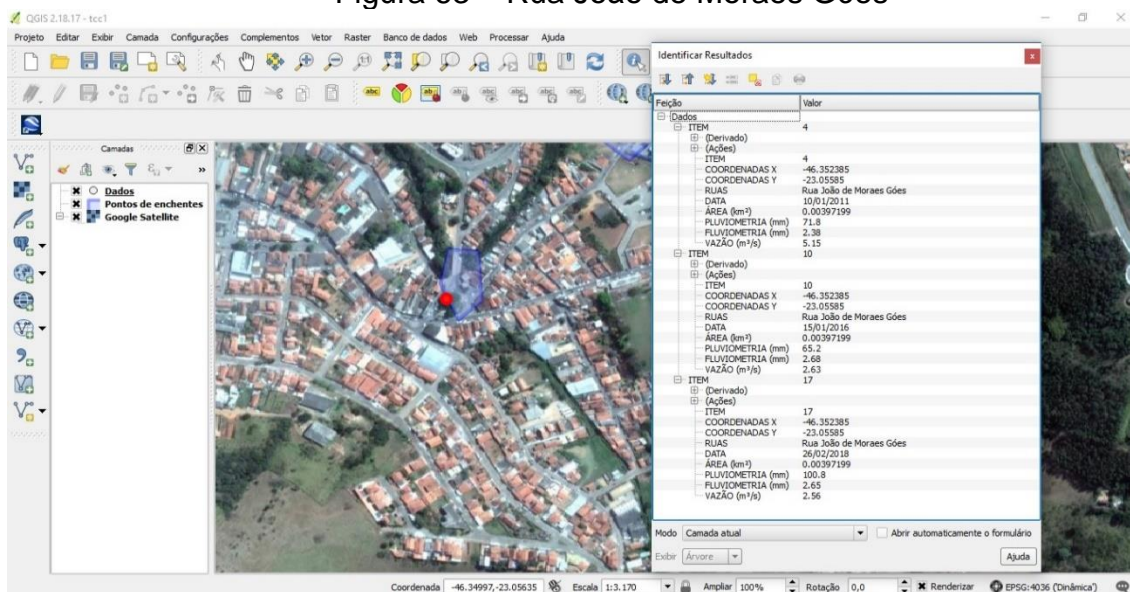 Figura 08 – Rua João de Moraes Góes
QGIS 2.18.17 - tcc1
Projeto Editar Exibir Camada Configurações Complementos Vetor Raster Banco de dados Web Processar Ajuda
Camadas
Dados
Pontos de enchentes
Google Satellite
Identificar Resultados
Feição Valor
Dados
ITEM 4
(Derivado)
(Ações)
ITEM 4
COORDENADAS X -46.352385
COORDENADAS Y -23.05585
RUAS Rua João de Moraes Góes
DATA 10/01/2011
ÁREA (km²) 0.00397199
PLUVIOMETRIA (mm) 71.8
FLUVIOMETRIA (mm) 2.38
VAZÃO (m³/s) 5.15
ITEM 10
(Derivado)
(Ações)
ITEM 10
COORDENADAS X -46.352385
COORDENADAS Y -23.05585
RUAS Rua João de Moraes Góes
DATA 15/01/2016
ÁREA (km²) 0.00397199
PLUVIOMETRIA (mm) 65.2
FLUVIOMETRIA (mm) 2.68
VAZÃO (m³/s) 2.63
ITEM 17
(Derivado)
(Ações)
ITEM 17
COORDENADAS X -46.352385
COORDENADAS Y -23.05585
RUAS Rua João de Moraes Góes
DATA 26/02/2018
ÁREA (km²) 0.00397199
PLUVIOMETRIA (mm) 100.8
FLUVIOMETRIA (mm) 2.65
VAZÃO (m³/s) 2.56
Modo Camada atual Abrir automaticamente o formulário
Exibir Árvore Ajuda
Coordenada -46.34997,-23.05635 Escala 1:3.170 Ampliar 100% Rotação 0,0 Renderizar EPSG:4036 ('Dinâmica')